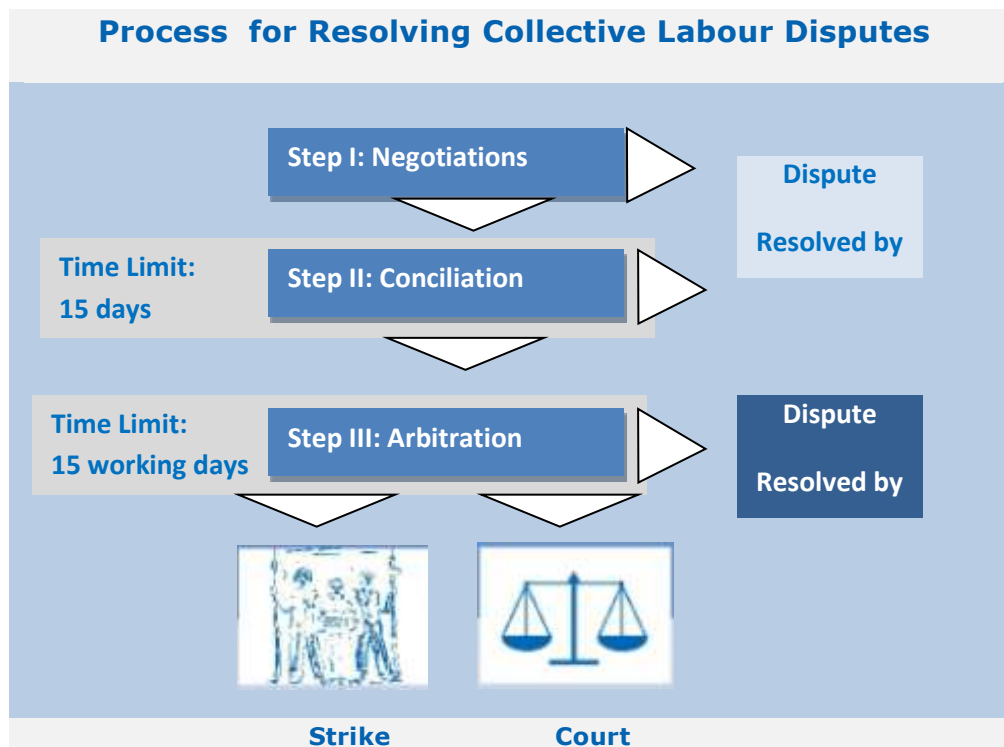 Process for Resolving Collective Labour Disputes
Step I: Negotiations
Dispute
Resolved by
Time Limit:
15 days
Step II: Conciliation
Time Limit:
15 working days
Step III: Arbitration
Dispute
Resolved by
Strike
Court